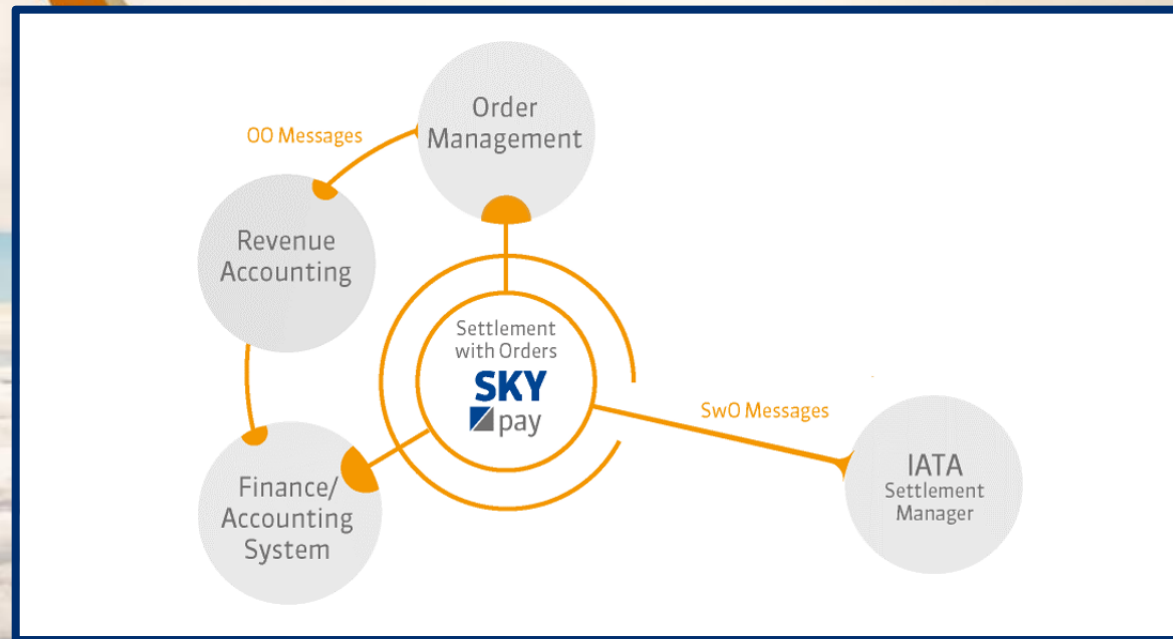 Order
Management
OO Messages
Revenue
Accounting
Settlement
with Orders
SKY
pay
SwO Messages
IATA
Settlement
Manager
Finance/
Accounting
System